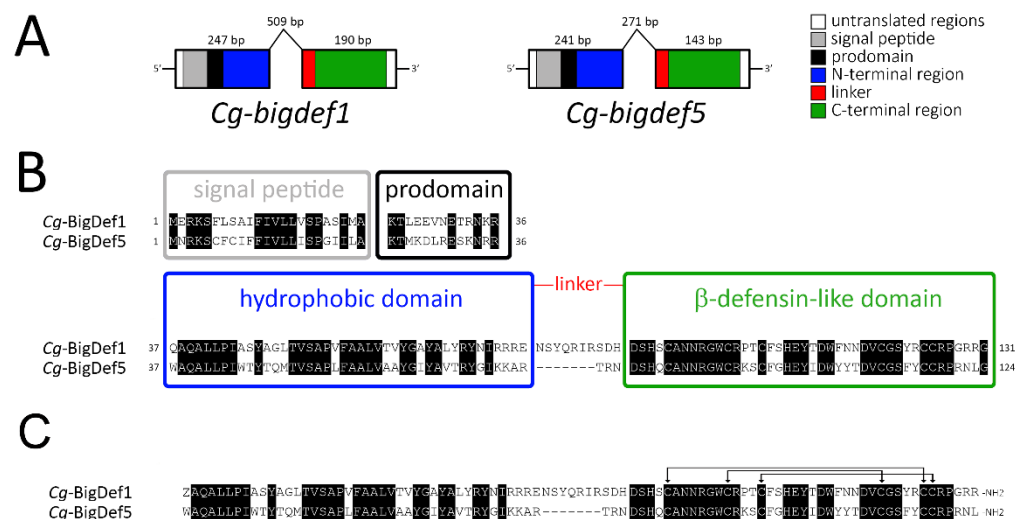 A
5' 247 bp 509 bp 190 bp 3'
Cg-bigdef1
5' 241 bp 271 bp 143 bp 3'
Cg-bigdef5
untranslated regions
signal peptide
prodomain
N-terminal region
linker
C-terminal region
B
signal peptide prodomain
Cg-BigDef1 1 MERKSFLSAIFIVLLVSPASIMA KTLEEVNETRNKR 36
Cg-BigDef5 1 MNRKSCFCIFFIVLLISPGIILA KTMKDLRESKNRR 36
hydrophobic domain linker β-defensin-like domain
Cg-BigDef1 37 QAQALLPIASYAGLTVSAPVFAALVTVYGAYALYRYNIRRRE NSYQRIRSDH DSHSCANNRGWCRPTCFSHEYTDWFNNDVCGSYRCCRPGRRG 131
Cg-BigDef5 37 WAQALLPIWTYTQMTVSAPLFAALVAAYGIYAVTRYGIKKAR -------TRN DSHQCANNRGWCRKSCFGHEYIDWYYTDVCGSFYCCRPRNLG 124
C
Cg-BigDef1 ZAQALLPIASYAGLTVSAPVFAALVTVYGAYALYRYNIRRRENSYQRIRSDHDSHSCANNRGWCRPTCFSHEYTDWFNNDVCGSYRCCRPGRR-NH2
Cg-BigDef5 WAQALLPIWTYTQMTVSAPLFAALVAAYGIYAVTRYGIKKAR-------TRNDSHQCANNRGWCRKSCFGHEYIDWYYTDVCGSFYCCRPRNL-NH2